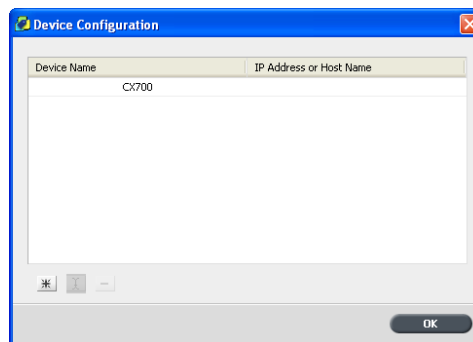 Device Configuration
Device Name IP Address or Host Name
CX700
OK